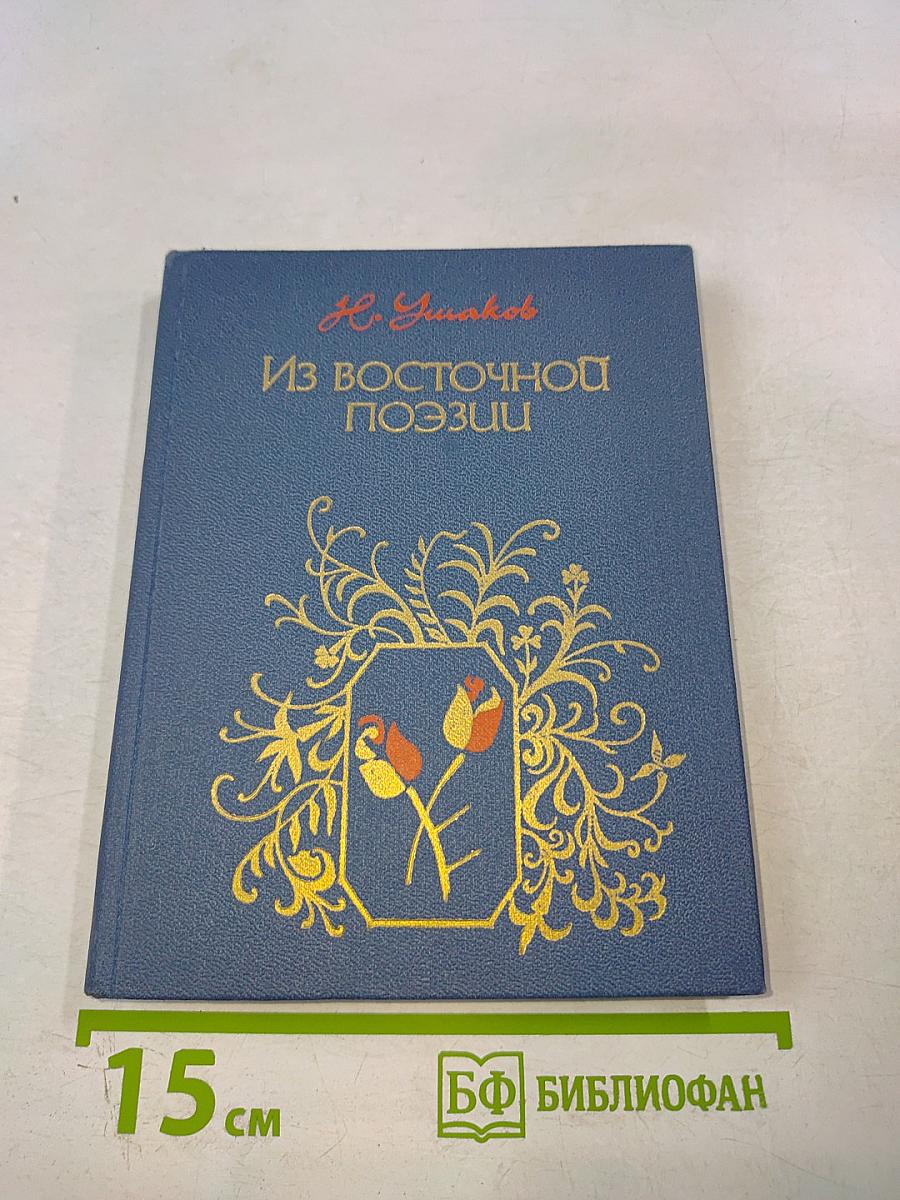 Н. Ушаков
Из восточной
поэзии
15 см
БФ БИБЛИОФАН